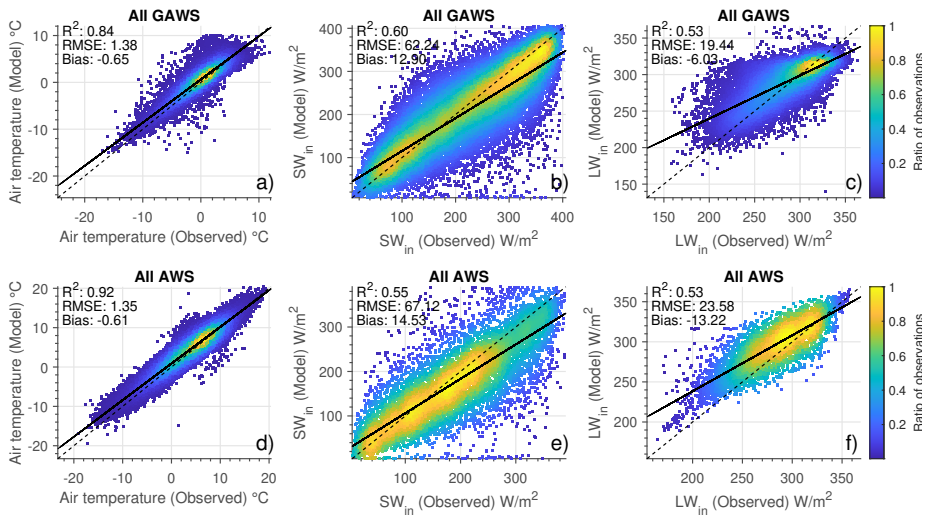 All GAWS
R²: 0.84
RMSE: 1.38
Bias: -0.65
Air temperature (Model) °C
10
0
-10
-20
-20
-10
0
10
Air temperature (Observed) °C
a)
All GAWS
R²: 0.60
RMSE: 62.24
Bias: 12.90
SWin (Model) W/m²
400
300
200
100
100
200
300
400
SWin (Observed) W/m²
b)
All GAWS
R²: 0.53
RMSE: 19.44
Bias: -6.03
LWin (Model) W/m²
350
300
250
200
150
150
200
250
300
350
LWin (Observed) W/m²
c)
1
0.8
0.6
0.4
0.2
Ratio of observations
All AWS
R²: 0.92
RMSE: 1.35
Bias: -0.61
Air temperature (Model) °C
20
10
0
-10
-20
-20
-10
0
10
20
Air temperature (Observed) °C
d)
All AWS
R²: 0.55
RMSE: 67.12
Bias: 14.53
SWin (Model) W/m²
300
200
100
100
200
300
SWin (Observed) W/m²
e)
All AWS
R²: 0.53
RMSE: 23.58
Bias: -13.22
LWin (Model) W/m²
350
300
250
200
200
250
300
350
LWin (Observed) W/m²
f)
1
0.8
0.6
0.4
0.2
Ratio of observations